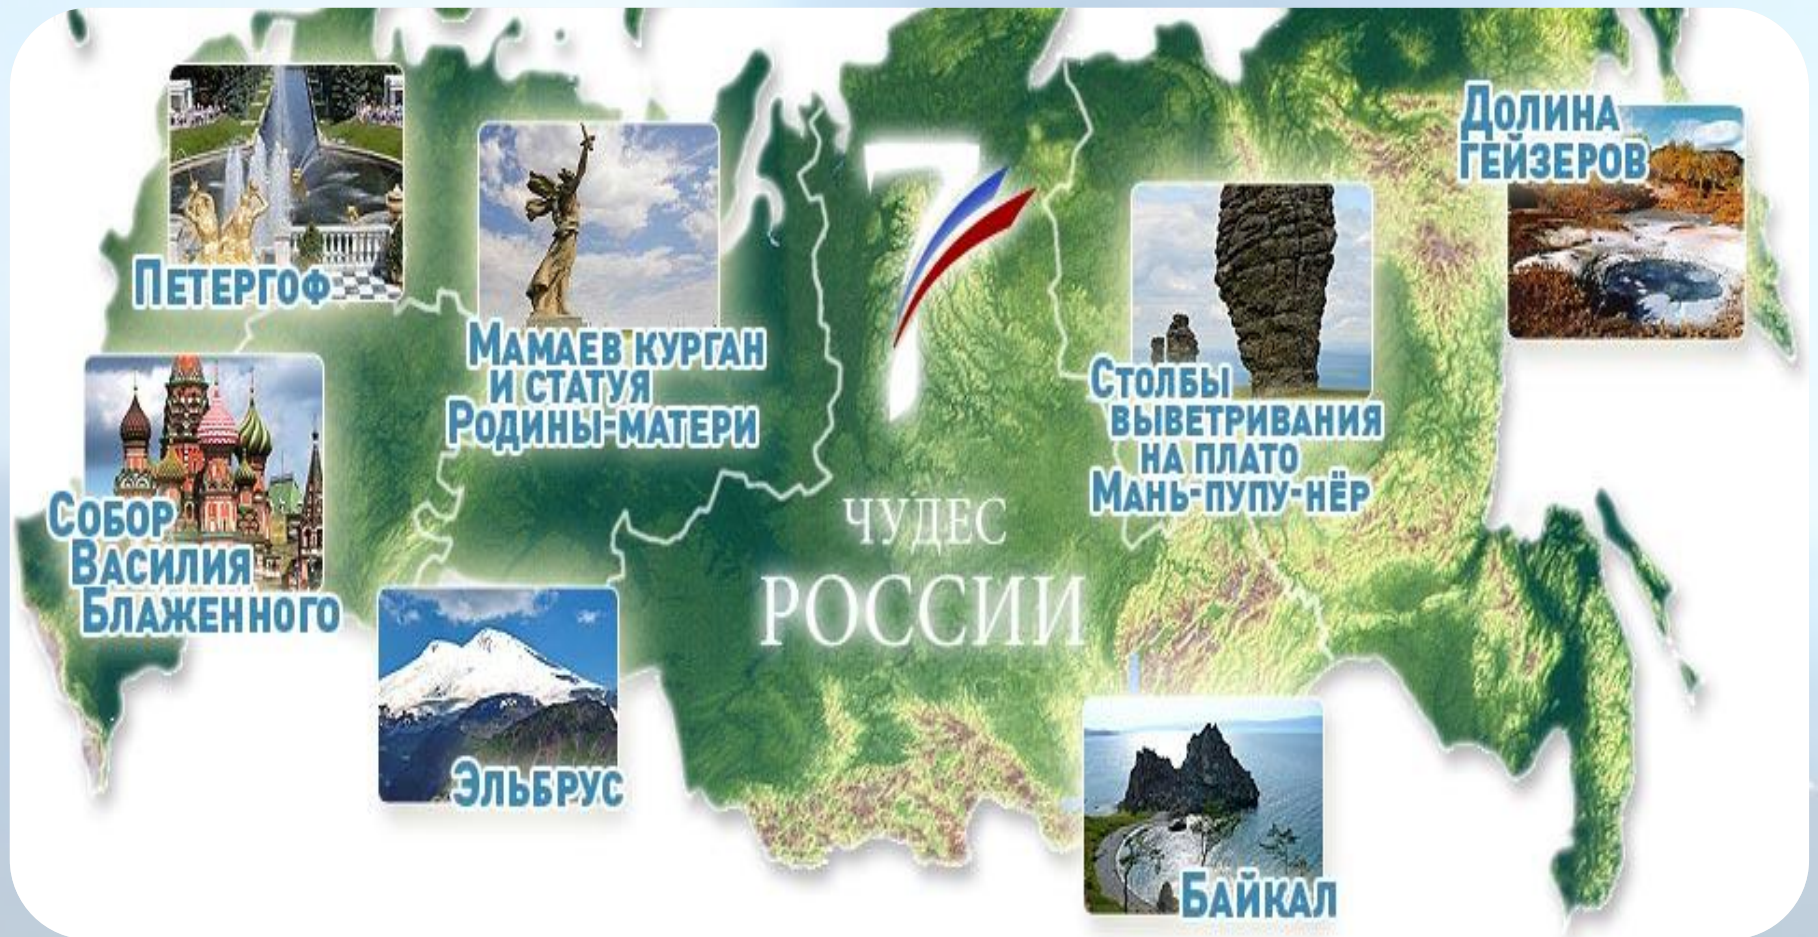 Петергоф
Мамаев курган
и статуя
Родины-матери
7
Долина
гейзеров
Столбы
выветривания
на плато
Мань-пупу-нёр
Собор
Василия
Блаженного
ЧУДЕС
РОССИИ
Эльбрус
Байкал